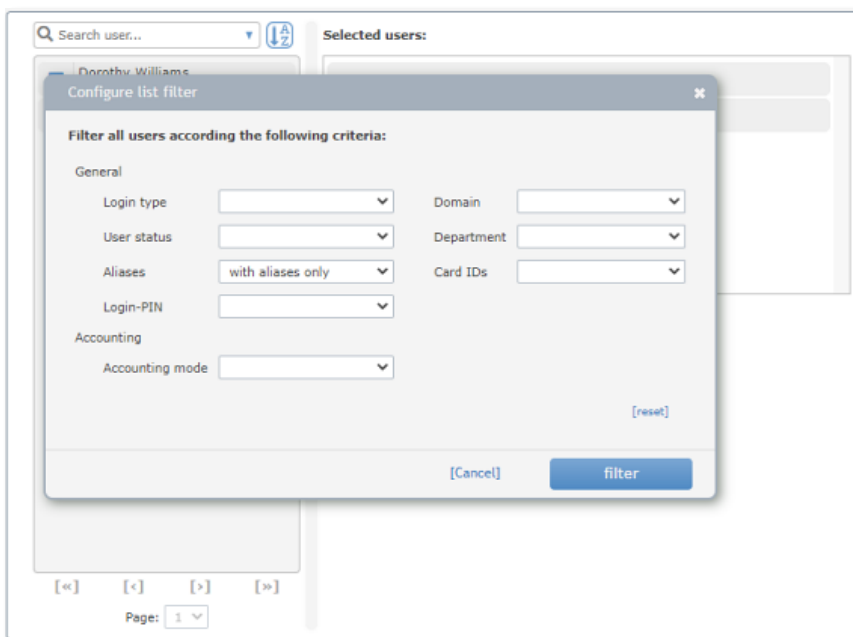 Search user...
Selected users:
Dorothy Williams
Configure list filter
Filter all users according the following criteria:
General
Login type
Domain
User status
Department
Aliases with aliases only
Card IDs
Login-PIN
Accounting
Accounting mode
[reset]
[Cancel]
filter
[«] [‹] [›] [»]
Page: 1